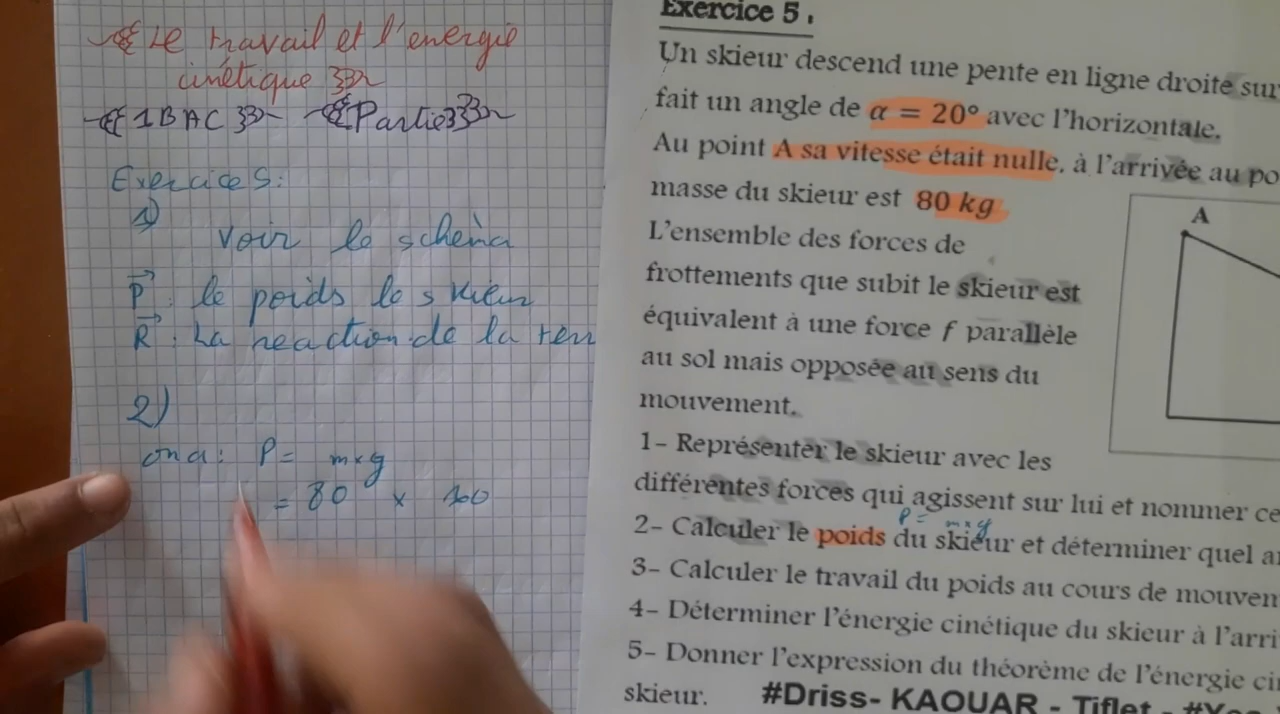 Le travail et l'energie
cinétique
1BAC Partie
Exercice 5:
1)
Voir le schèma
P : le poids le skieur
R : La reaction de la terr
2)
ona: P = m×g
= 80 × 100
Exercice 5 :
Un skieur descend une pente en ligne droite sur
fait un angle de α = 20° avec l'horizontale.
Au point A sa vitesse était nulle, à l'arrivée au po
masse du skieur est 80 kg
A
L'ensemble des forces de
frottements que subit le skieur est
équivalent à une force f parallèle
au sol mais opposée au sens du
mouvement.
1- Représenter le skieur avec les
différentes forces qui agissent sur lui et nommer ce
P = m×g
2- Calculer le poids du skieur et déterminer quel a
3- Calculer le travail du poids au cours de mouvem
4- Déterminer l'énergie cinétique du skieur à l'arri
5- Donner l'expression du théorème de l'énergie ci
skieur. #Driss- KAOUAR - Tiflet - #Yo